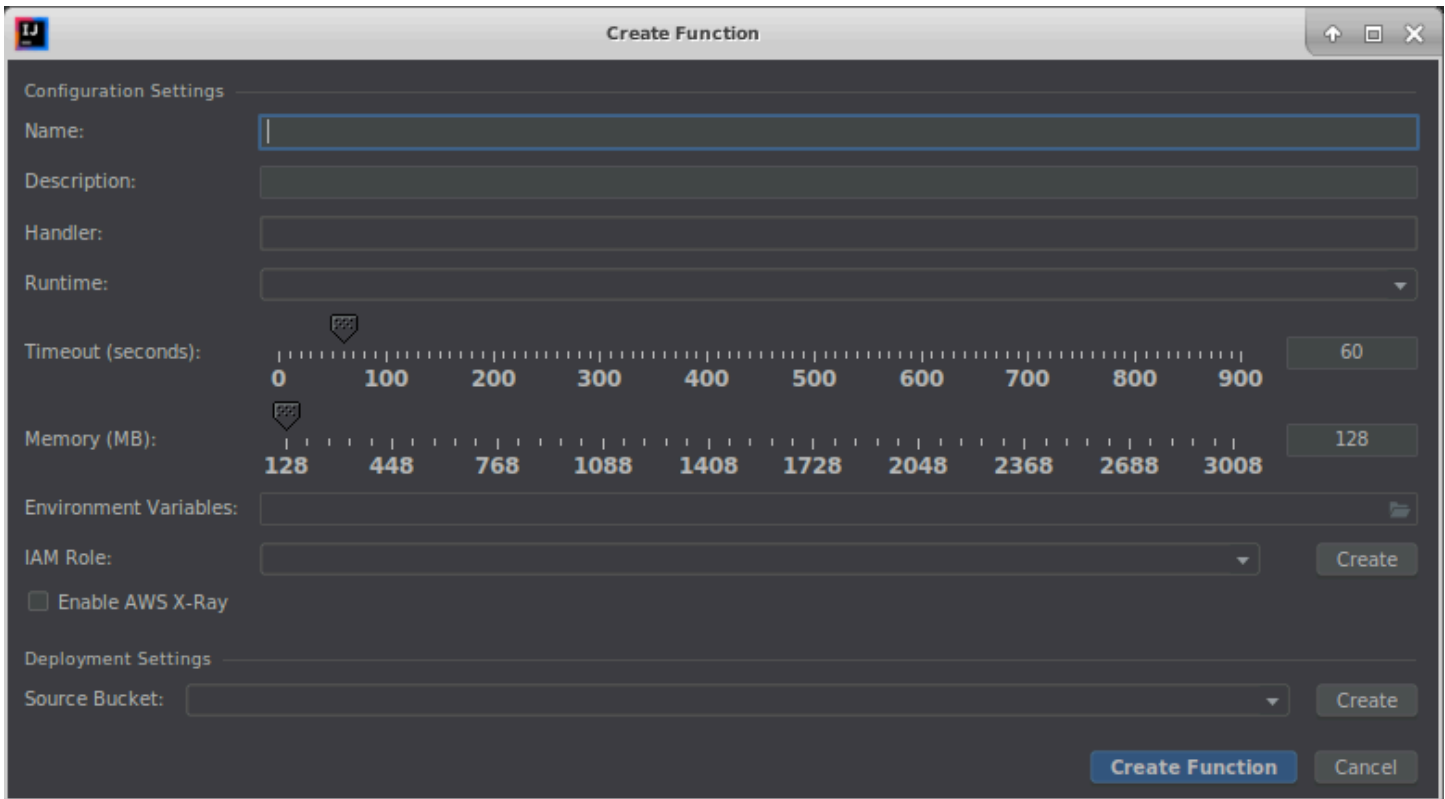 IJ
Create Function
Configuration Settings
Name:
Description:
Handler:
Runtime:
Timeout (seconds): 60
0 100 200 300 400 500 600 700 800 900
Memory (MB): 128
128 448 768 1088 1408 1728 2048 2368 2688 3008
Environment Variables:
IAM Role: Create
Enable AWS X-Ray
Deployment Settings
Source Bucket: Create
Create Function Cancel